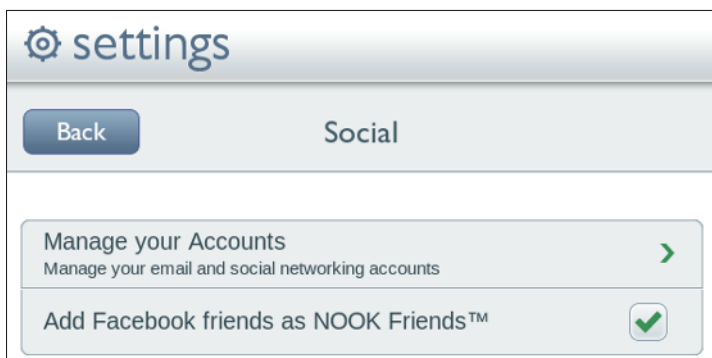 settings
Back
Social
Manage your Accounts
Manage your email and social networking accounts
Add Facebook friends as NOOK Friends™